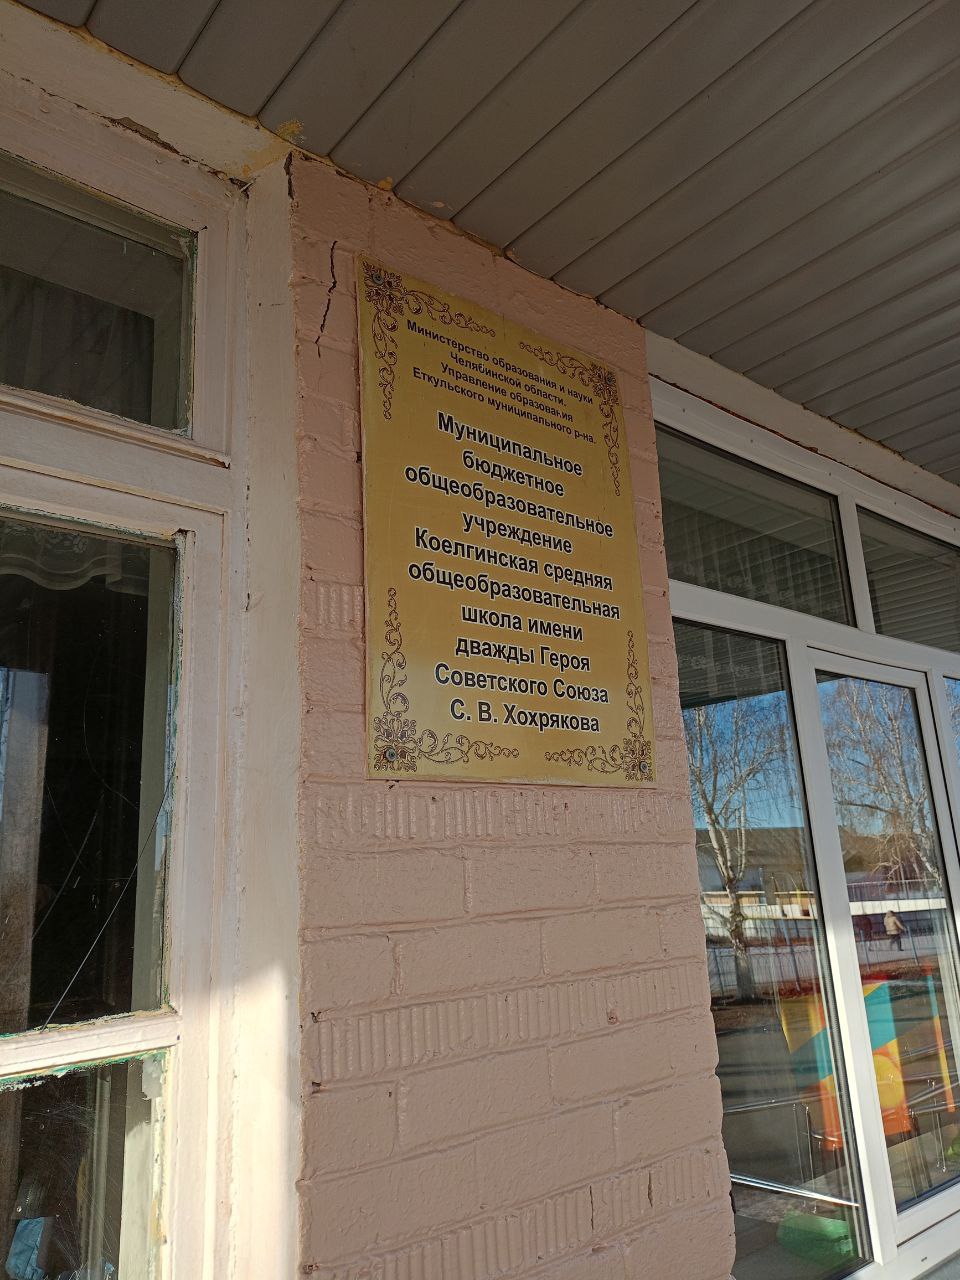 Министерство образования и науки
Челябинской области.
Управление образования
Еткульского муниципального р-на.
Муниципальное
бюджетное
общеобразовательное
учреждение
Коелгинская средняя
общеобразовательная
школа имени
дважды Героя
Советского Союза
С. В. Хохрякова